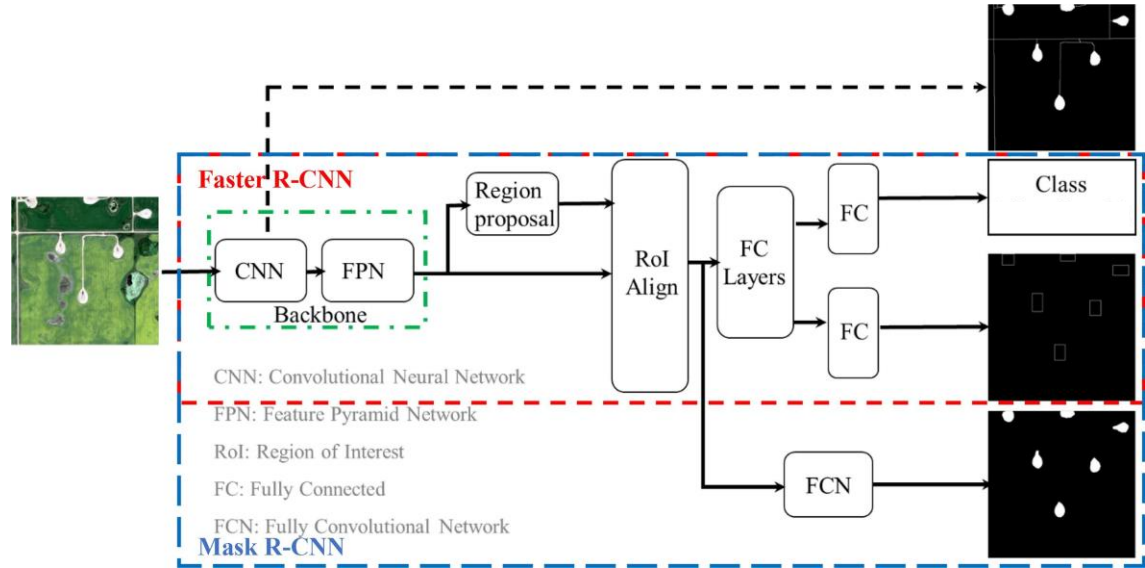 Faster R-CNN
Region
proposal
Class
FC
CNN
FPN
RoI
Align
FC
Layers
Backbone
FC
CNN: Convolutional Neural Network
FPN: Feature Pyramid Network
RoI: Region of Interest
FC: Fully Connected
FCN
FCN: Fully Convolutional Network
Mask R-CNN